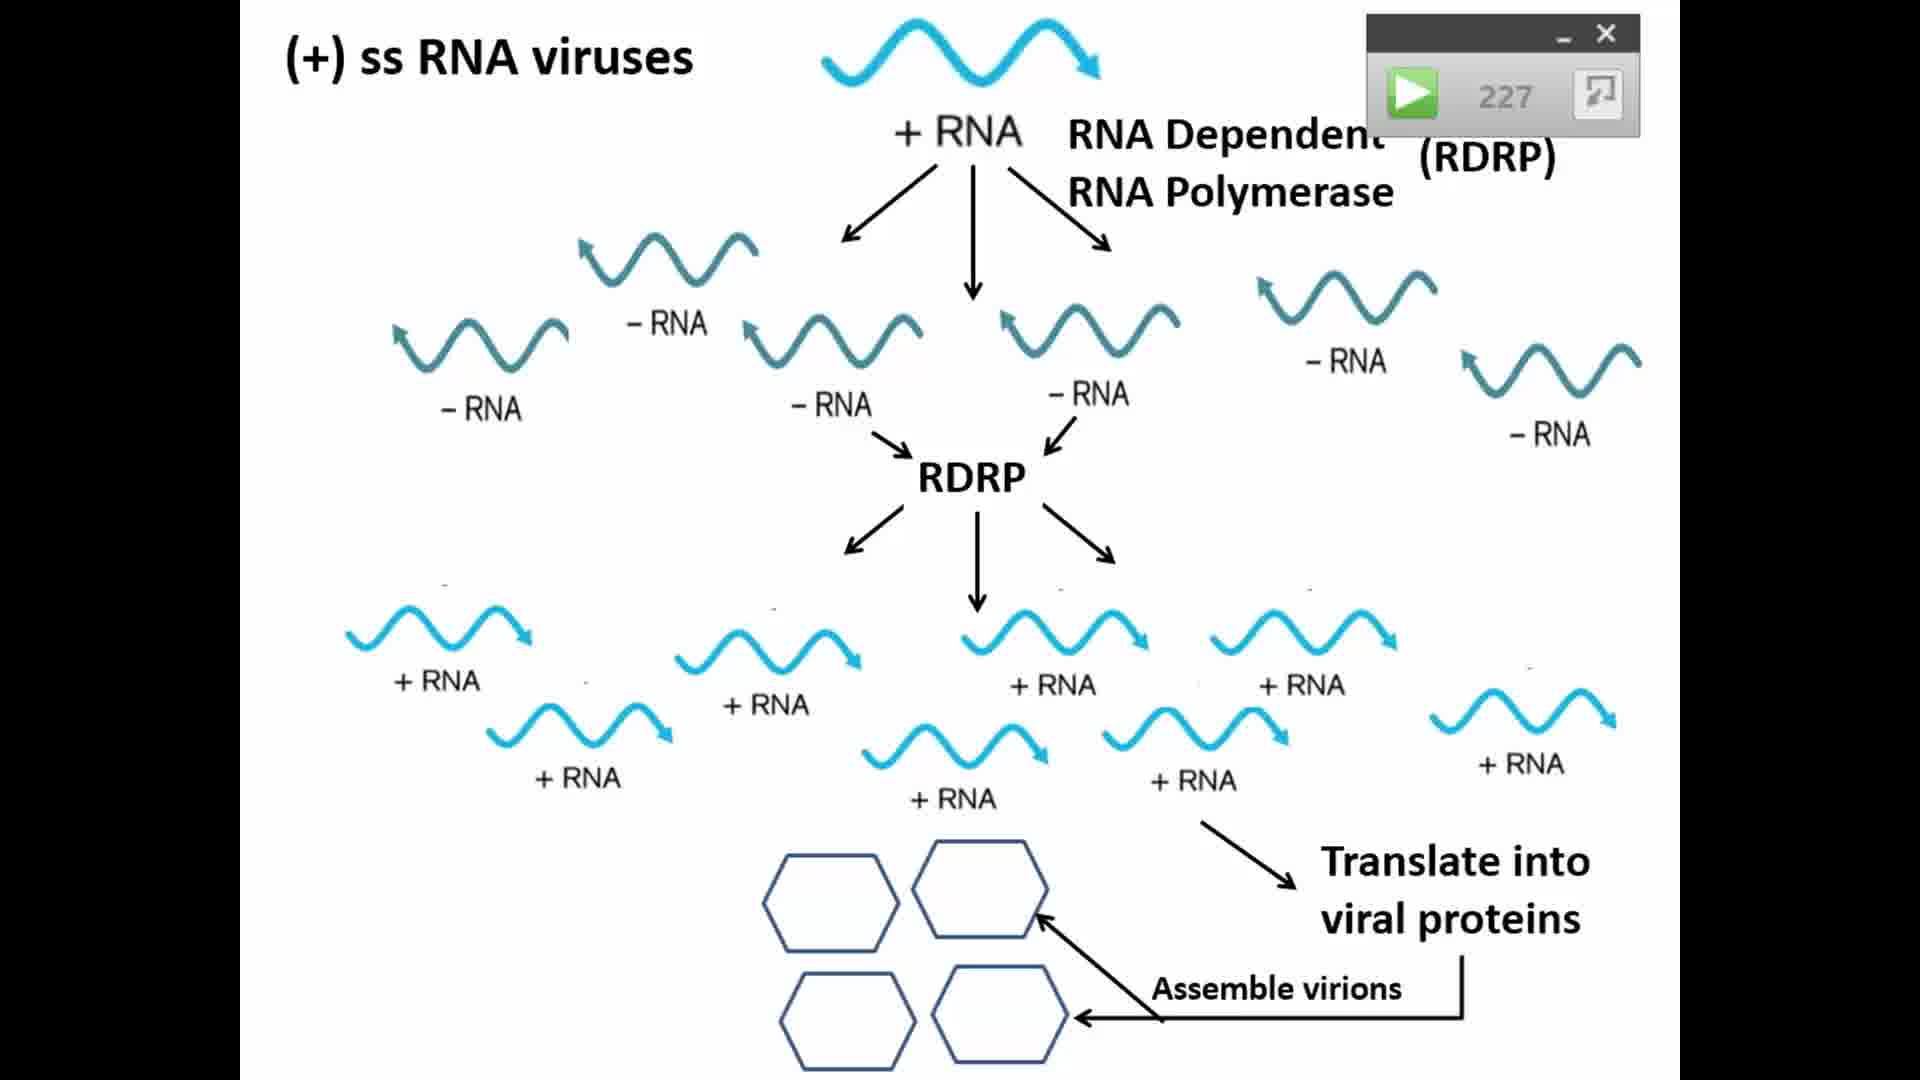 (+) ss RNA viruses
227
+ RNA
RNA Dependent
RNA Polymerase
(RDRP)
– RNA
– RNA
– RNA
– RNA
– RNA
– RNA
RDRP
+ RNA
+ RNA
+ RNA
+ RNA
+ RNA
+ RNA
+ RNA
+ RNA
Translate into
viral proteins
Assemble virions